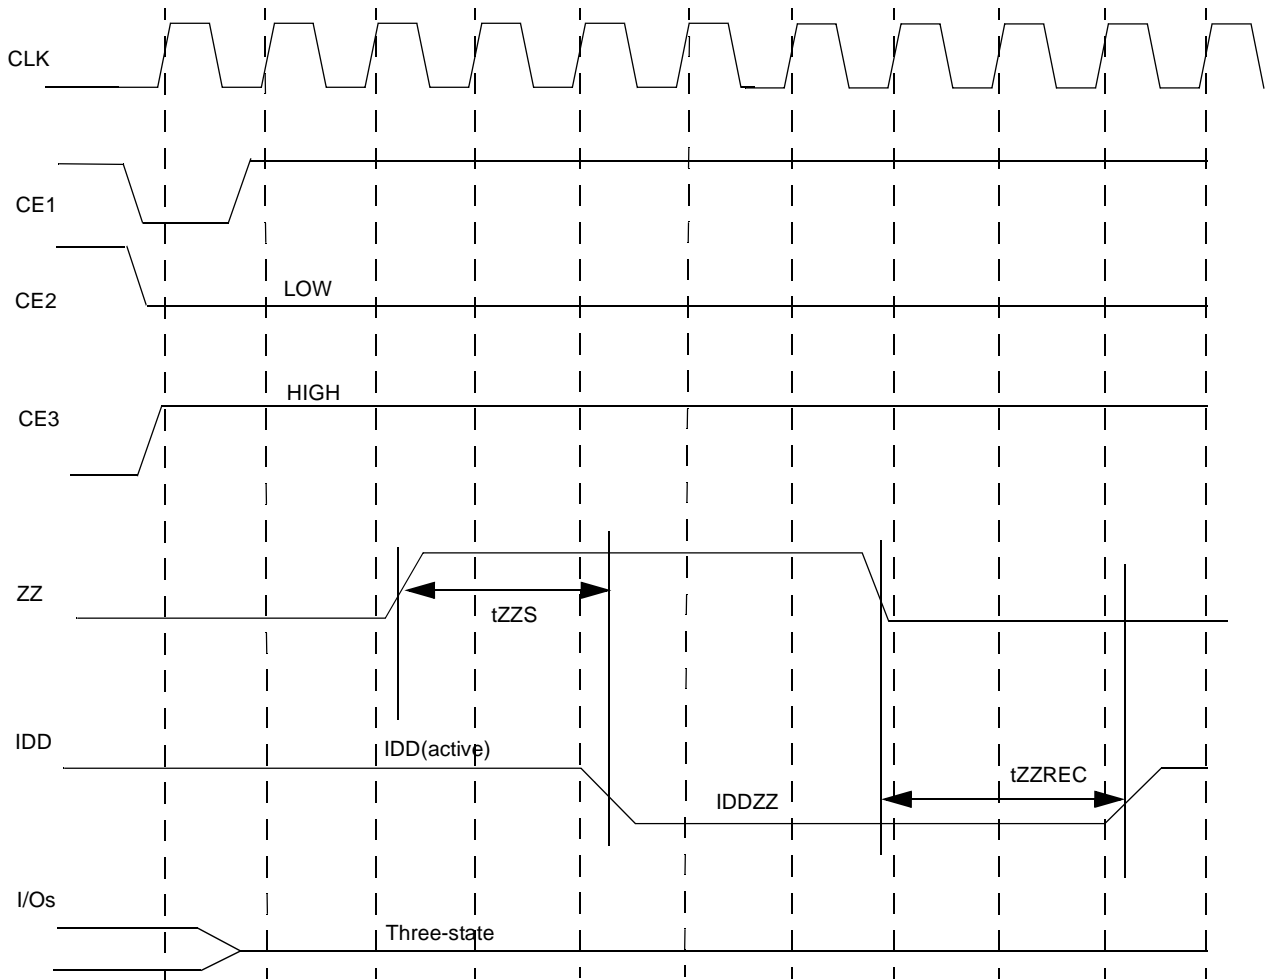 CLK
CE1
LOW
CE2
HIGH
CE3
ZZ
tZZS
IDD
IDD(active)
tZZREC
IDDZZ
I/Os
Three-state